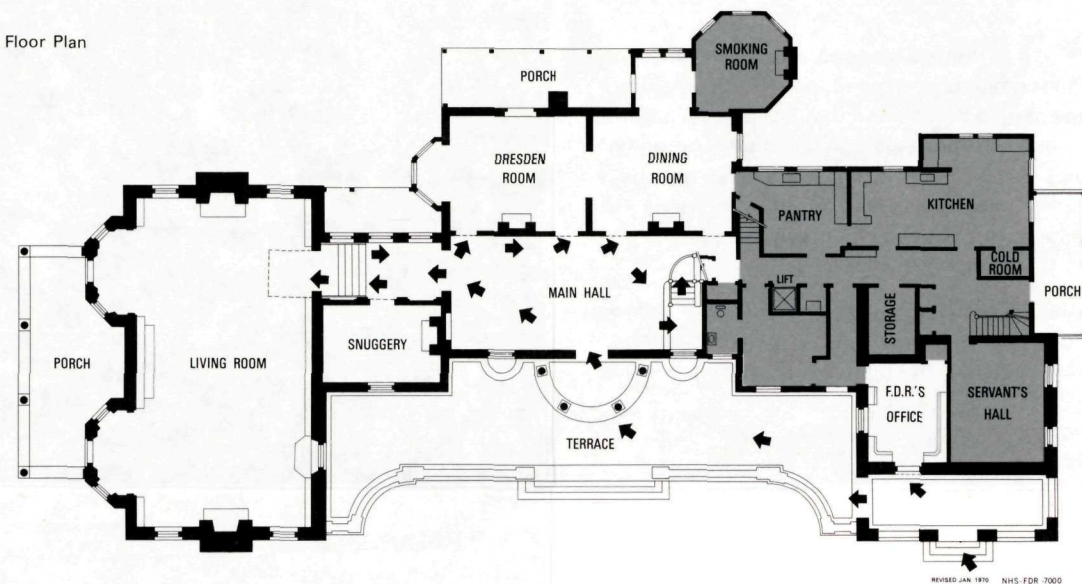 Floor Plan
SMOKING
ROOM
PORCH
DRESDEN
ROOM
DINING
ROOM
PANTRY
KITCHEN
COLD
ROOM
LIFT
MAIN HALL
STORAGE
PORCH
SNUGGERY
PORCH
LIVING ROOM
F.D.R.'S
OFFICE
SERVANT'S
HALL
TERRACE
REVISED JAN. 1970 NHS-FDR-7000